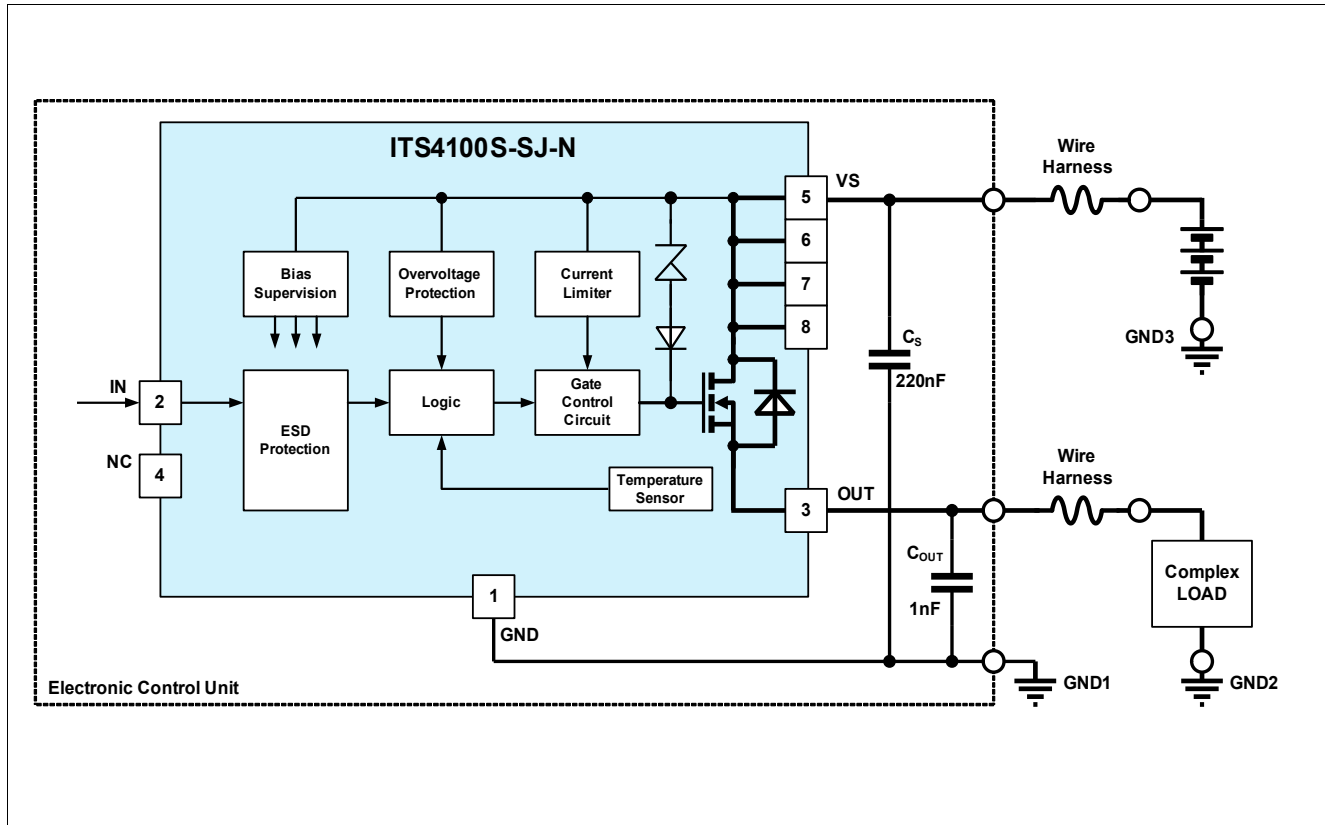 ITS4100S-SJ-N
VS
5
6
7
8
Wire
Harness
Bias
Supervision
Overvoltage
Protection
Current
Limiter
GND3
CS
220nF
IN
2
NC
4
ESD
Protection
Logic
Gate
Control
Circuit
Temperature
Sensor
3
OUT
Wire
Harness
COUT
1nF
Complex
LOAD
1
GND
GND1
GND2
Electronic Control Unit